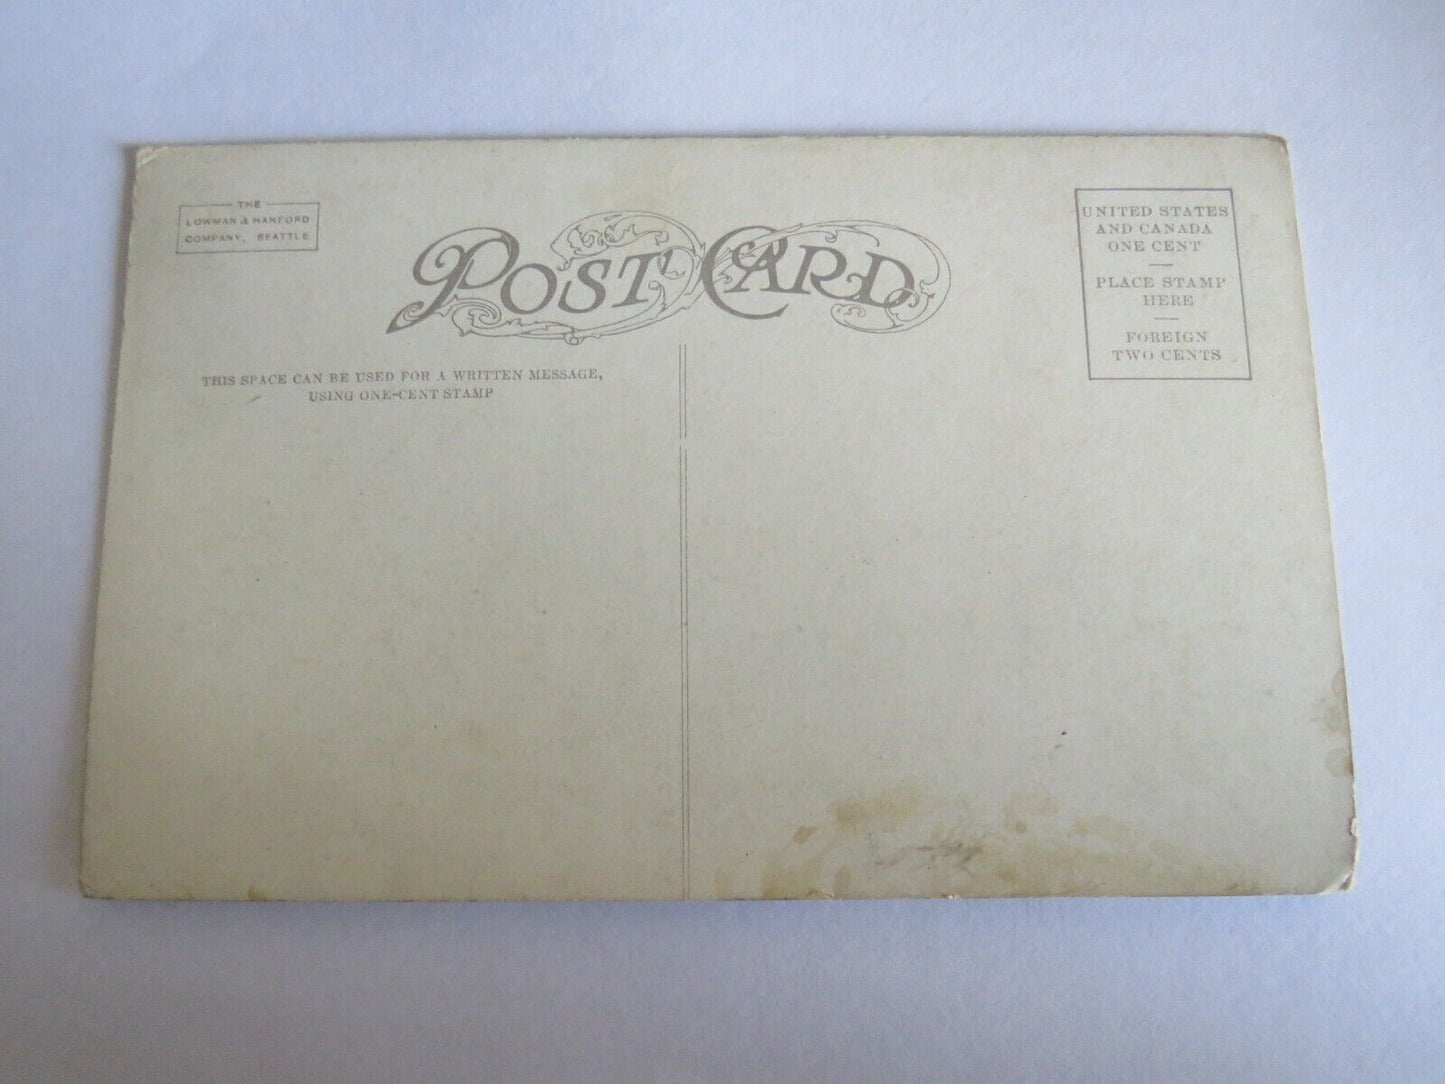 THE
LOWMAN & HANFORD
COMPANY, SEATTLE
POST CARD
UNITED STATES
AND CANADA
ONE CENT
PLACE STAMP
HERE
FOREIGN
TWO CENTS
THIS SPACE CAN BE USED FOR A WRITTEN MESSAGE,
USING ONE-CENT STAMP